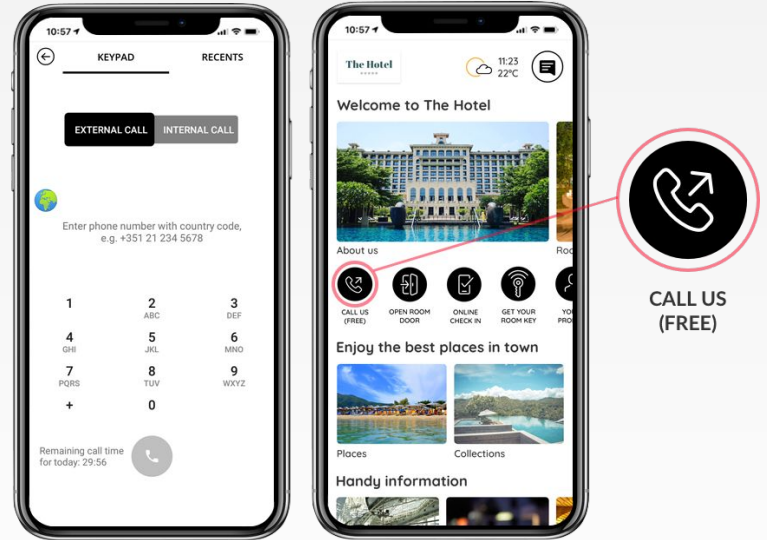 10:57
KEYPAD
RECENTS
EXTERNAL CALL
INTERNAL CALL
Enter phone number with country code,
e.g. +351 21 234 5678
1
2
ABC
3
DEF
4
GHI
5
JKL
6
MNO
7
PQRS
8
TUV
9
WXYZ
+
0
Remaining call time
for today: 29:56
10:57
The Hotel
11:23
22°C
Welcome to The Hotel
About us
Roo
CALL US
(FREE)
OPEN ROOM
DOOR
ONLINE
CHECK IN
GET YOUR
ROOM KEY
YO
PRO
Enjoy the best places in town
Places
Collections
Handy information
CALL US
(FREE)